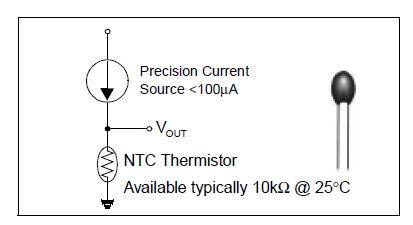 Precision Current
Source <100μA
VOUT
NTC Thermistor
Available typically 10kΩ @ 25°C